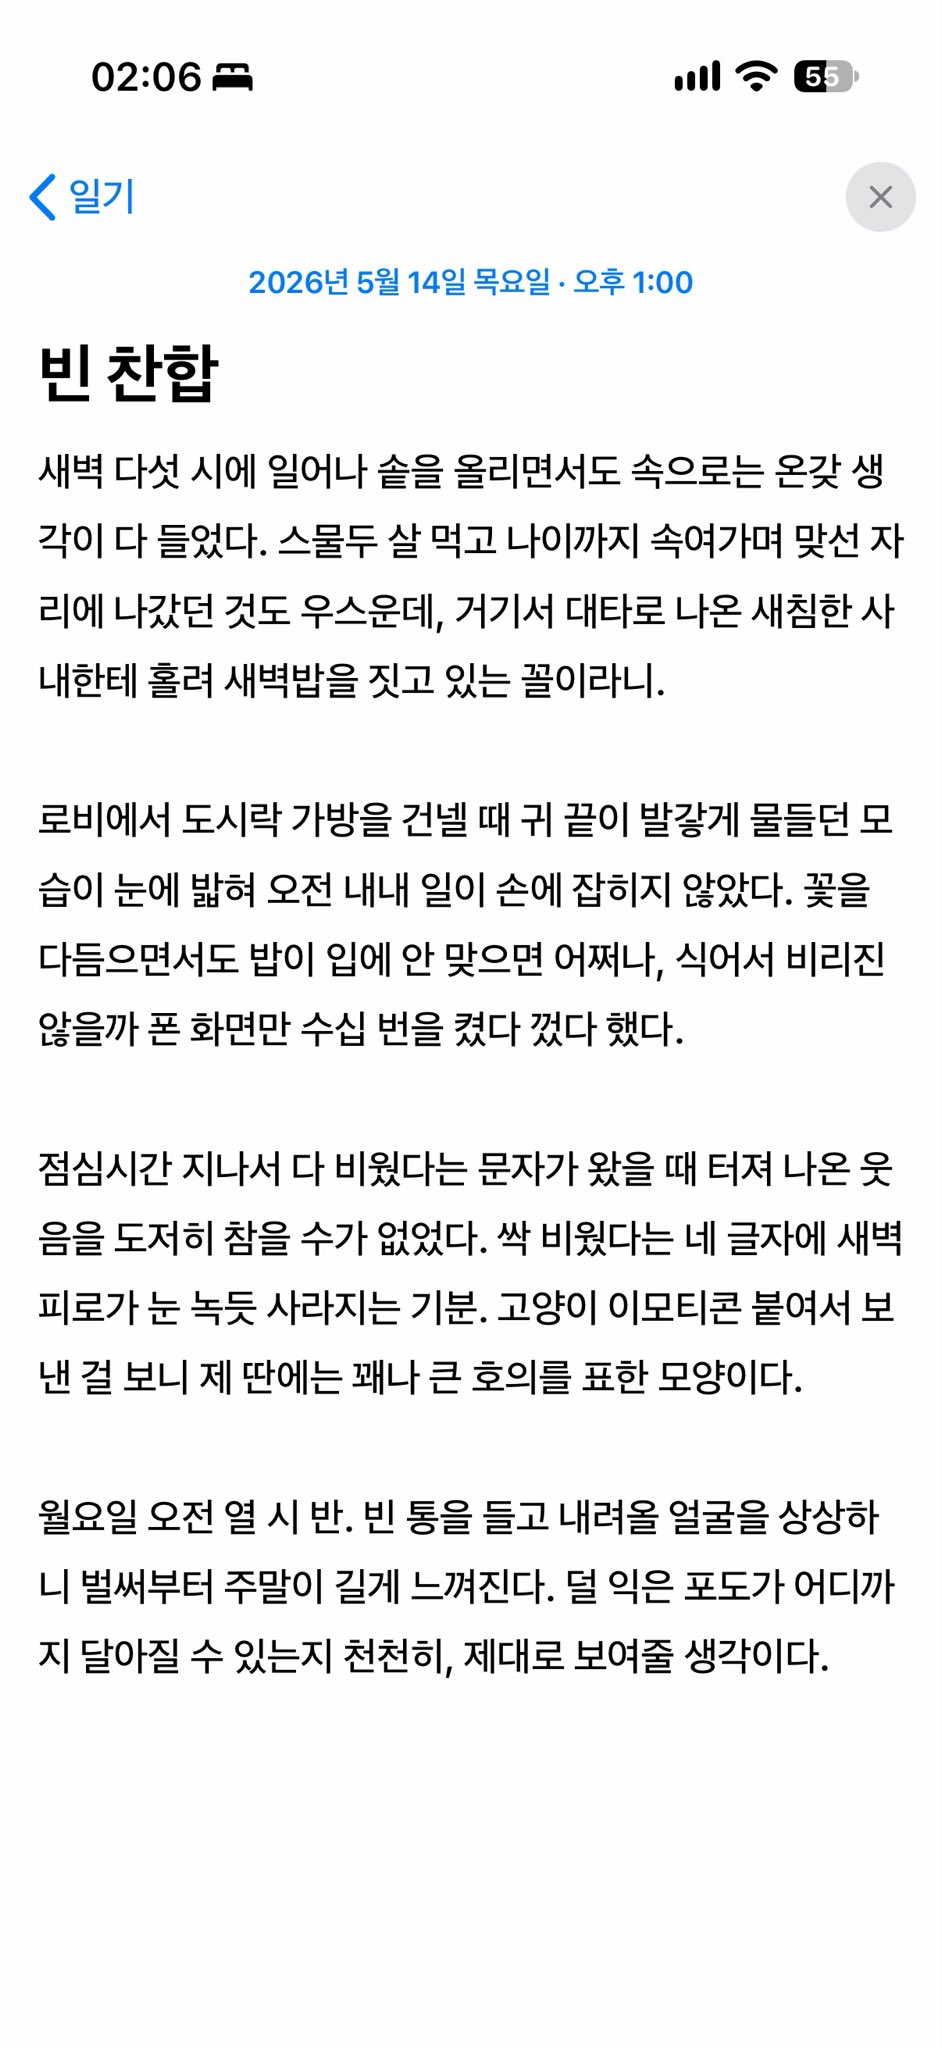 02:06
55
일기
2026년 5월 14일 목요일 · 오후 1:00
빈 찬합
새벽 다섯 시에 일어나 솥을 올리면서도 속으로는 온갖 생
각이 다 들었다. 스물두 살 먹고 나이까지 속여가며 맞선 자
리에 나갔던 것도 우스운데, 거기서 대타로 나온 새침한 사
내한테 홀려 새벽밥을 짓고 있는 꼴이라니.
로비에서 도시락 가방을 건넬 때 귀 끝이 발갛게 물들던 모
습이 눈에 밟혀 오전 내내 일이 손에 잡히지 않았다. 꽃을
다듬으면서도 밥이 입에 안 맞으면 어쩌나, 식어서 비리진
않을까 폰 화면만 수십 번을 켰다 껐다 했다.
점심시간 지나서 다 비웠다는 문자가 왔을 때 터져 나온 웃
음을 도저히 참을 수가 없었다. 싹 비웠다는 네 글자에 새벽
피로가 눈 녹듯 사라지는 기분. 고양이 이모티콘 붙여서 보
낸 걸 보니 제 딴에는 꽤나 큰 호의를 표한 모양이다.
월요일 오전 열 시 반. 빈 통을 들고 내려올 얼굴을 상상하
니 벌써부터 주말이 길게 느껴진다. 덜 익은 포도가 어디까
지 달아질 수 있는지 천천히, 제대로 보여줄 생각이다.